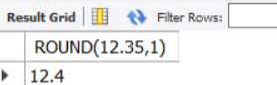 Result Grid Filter Rows:
ROUND(12.35,1)
12.4